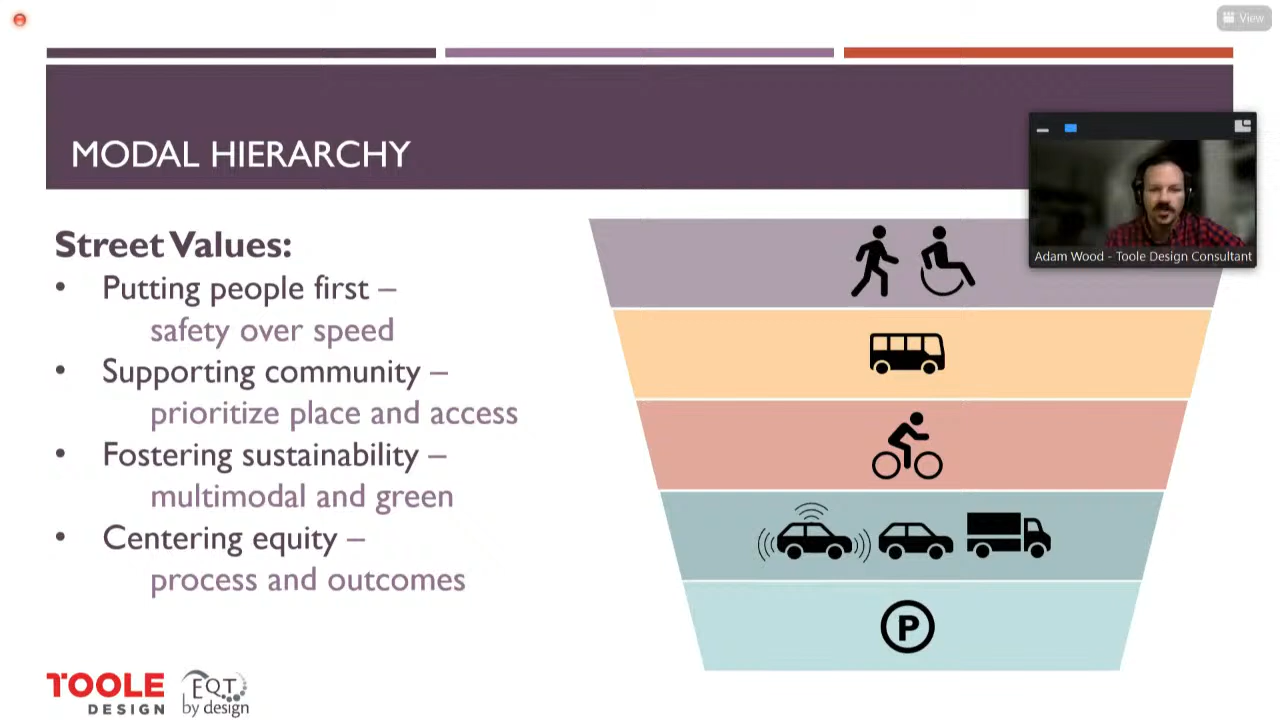 View
MODAL HIERARCHY
Adam Wood - Toole Design Consultant
Street Values:
• Putting people first –
safety over speed
• Supporting community –
prioritize place and access
• Fostering sustainability –
multimodal and green
• Centering equity –
process and outcomes
P
TOOLE
DESIGN
EQT
by design